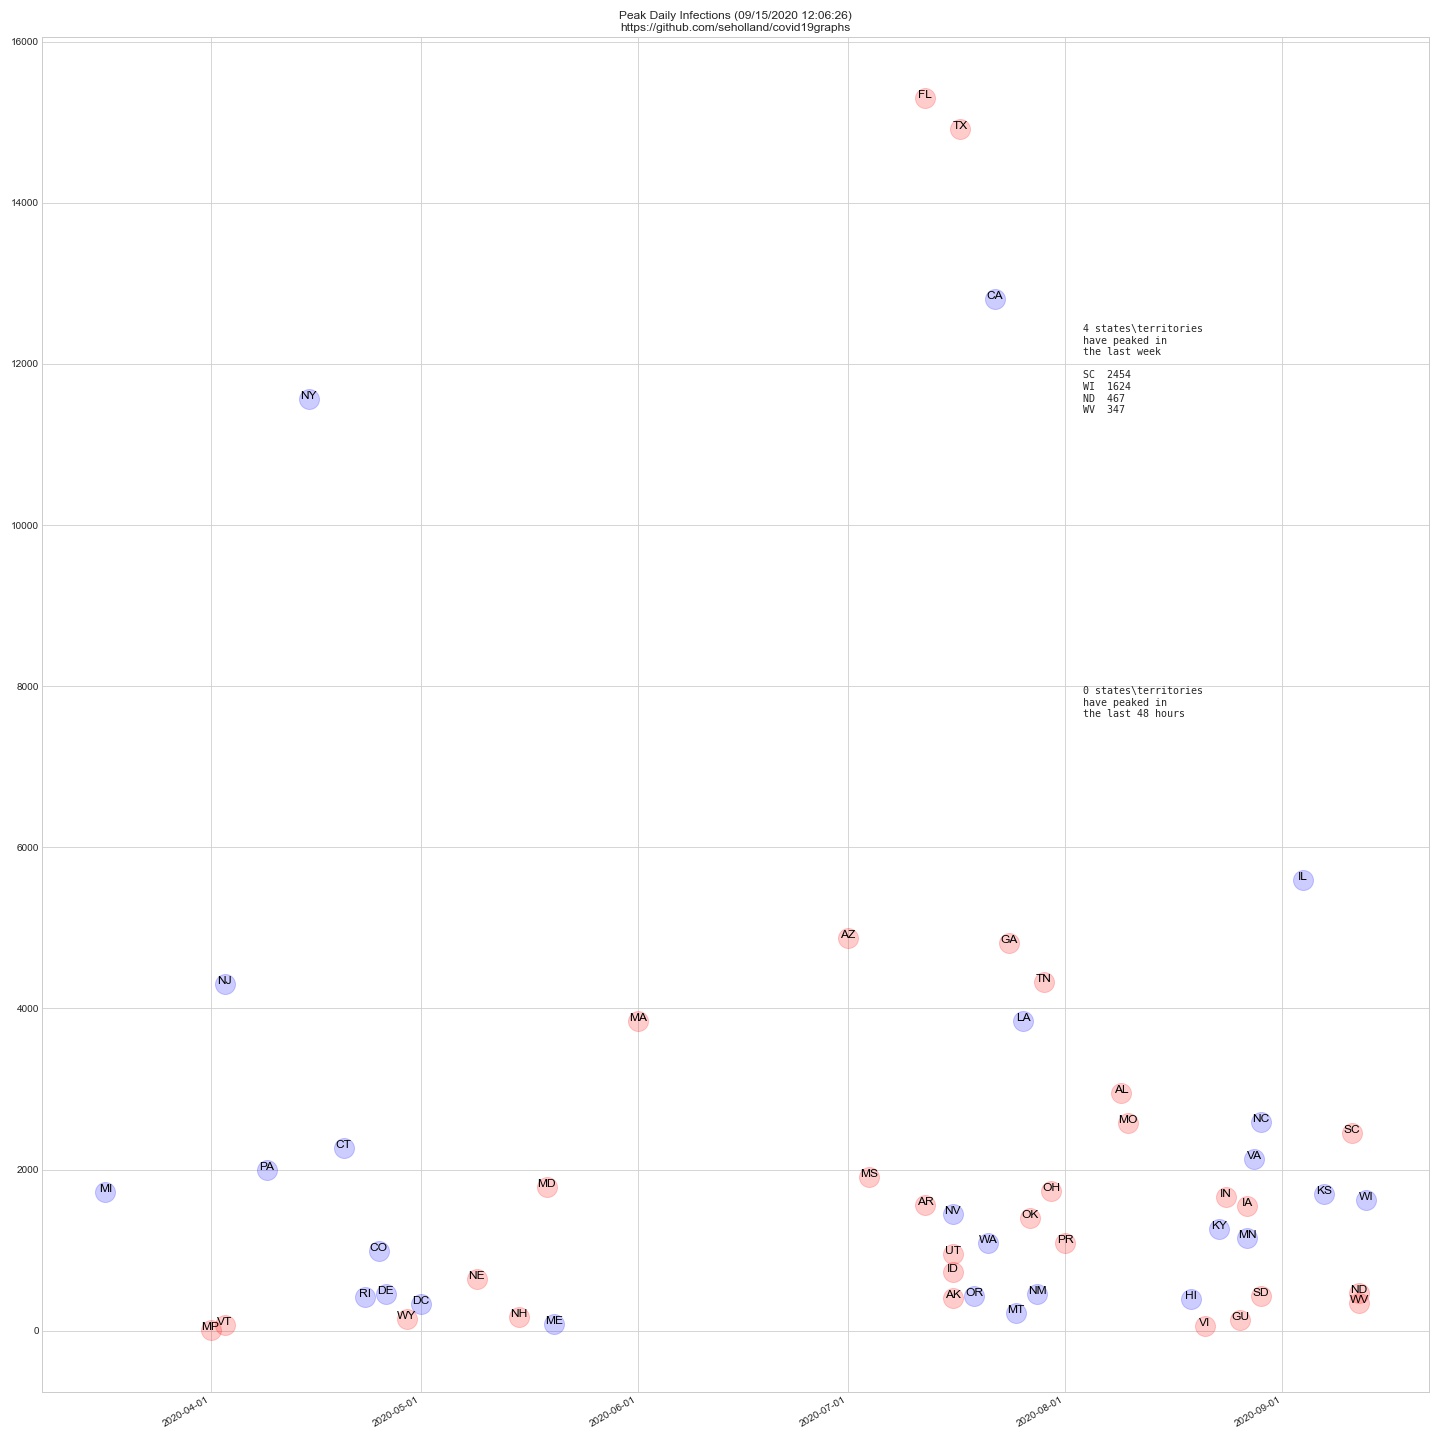 Peak Daily Infections (09/15/2020 12:06:26)
https://github.com/seholland/covid19graphs
16000
FL
TX
14000
CA
4 states\territories
have peaked in
the last week
12000
SC  2454
WI  1624
ND  467
WV  347
NY
10000
8000
0 states\territories
have peaked in
the last 48 hours
6000
IL
AZ
GA
NJ
TN
4000
MA
LA
AL
MO
NC
SC
CT
VA
2000
PA
MS
MD
OH
MI
IN
KS
WI
AR
IA
OK
NV
KY
MN
CO
UT
WA
PR
ID
NE
RI
DE
DC
AK
OR
NM
HI
SD
ND
WV
WY
NH
MT
GU
MP
VT
ME
VI
0
2020-04-01
2020-05-01
2020-06-01
2020-07-01
2020-08-01
2020-09-01